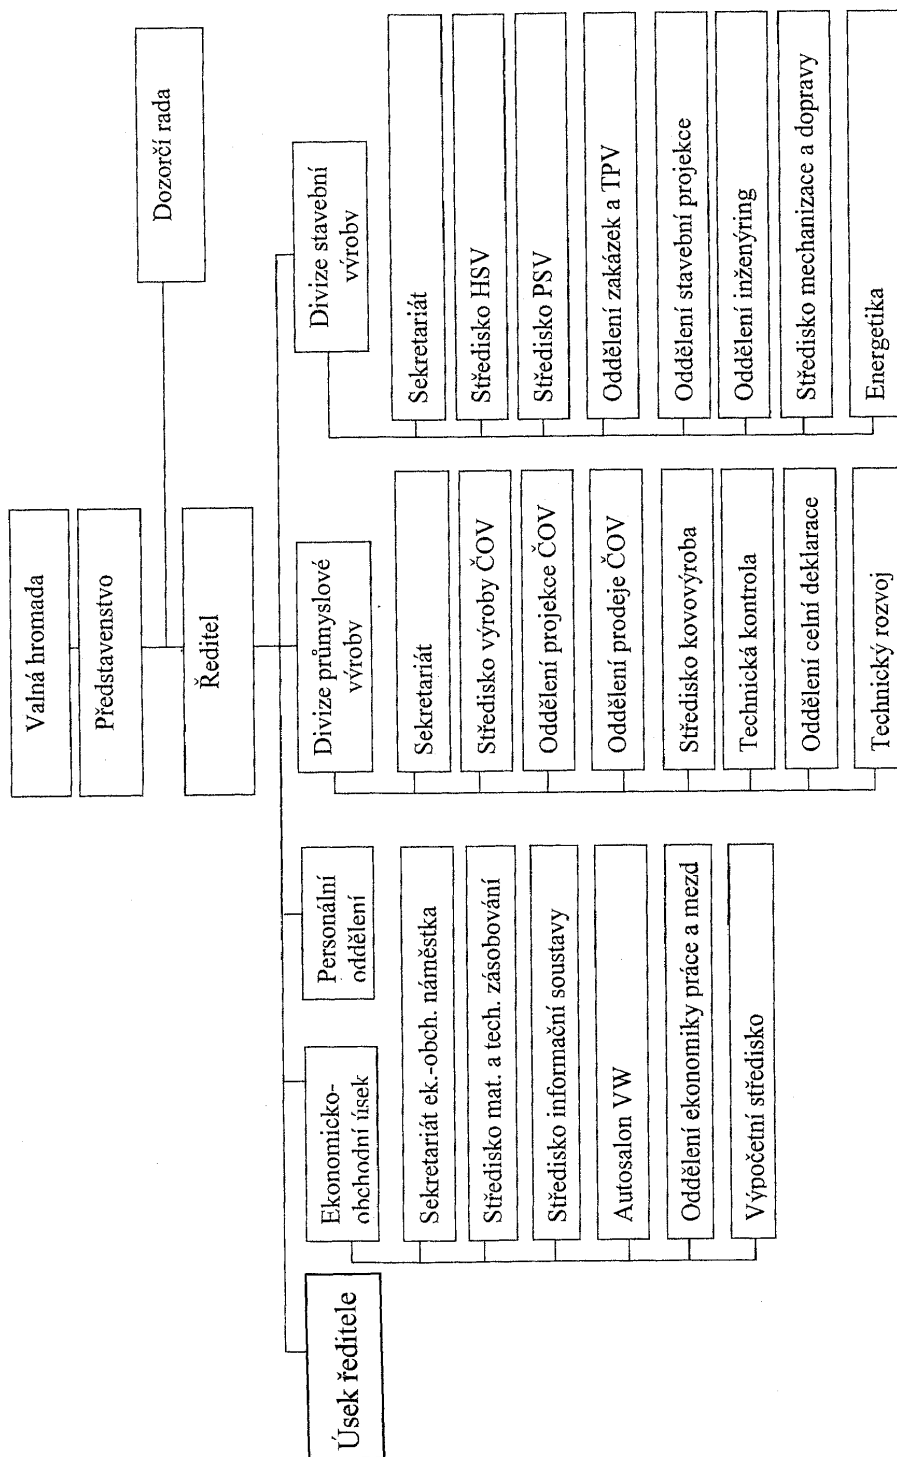 Valná hromada
Představenstvo
Dozorčí rada
Ředitel
Úsek ředitele
Ekonomicko-
obchodní úsek
Sekretariát ek.-obch. náměstka
Středisko mat. a tech. zásobování
Středisko informační soustavy
Autosalon VW
Oddělení ekonomiky práce a mezd
Výpočetní středisko
Personální
oddělení
Divize průmyslové
výroby
Sekretariát
Středisko výroby ČOV
Oddělení projekce ČOV
Oddělení prodeje ČOV
Středisko kovovýroba
Technická kontrola
Oddělení celní deklarace
Technický rozvoj
Divize stavební
výroby
Sekretariát
Středisko HSV
Středisko PSV
Oddělení zakázek a TPV
Oddělení stavební projekce
Oddělení inženýring
Středisko mechanizace a dopravy
Energetika